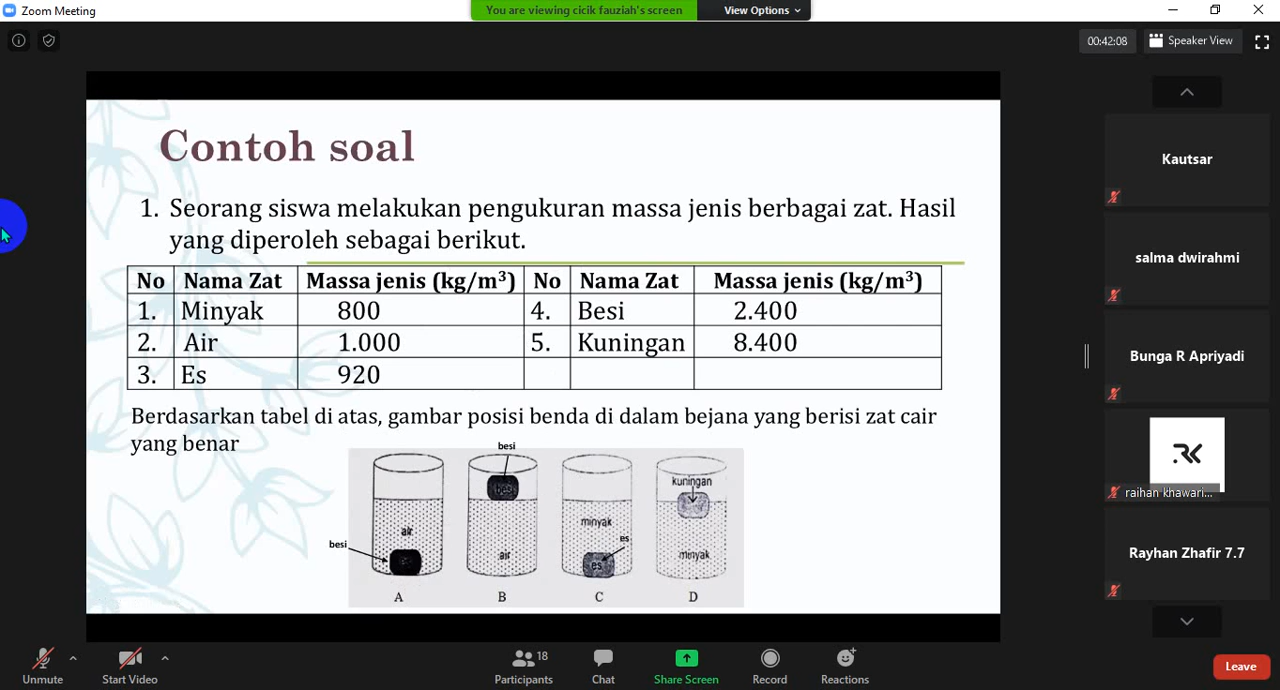 Zoom Meeting
You are viewing cicik fauziah's screen
View Options
00:42:08
Speaker View
Contoh soal
1. Seorang siswa melakukan pengukuran massa jenis berbagai zat. Hasil
yang diperoleh sebagai berikut.
No Nama Zat Massa jenis (kg/m³) No Nama Zat Massa jenis (kg/m³)
1. Minyak 800 4. Besi 2.400
2. Air 1.000 5. Kuningan 8.400
3. Es 920
Berdasarkan tabel di atas, gambar posisi benda di dalam bejana yang berisi zat cair
yang benar
besi
kuningan
minyak
air
es
besi
es
air
minyak
A B C D
Kautsar
salma dwirahmi
Bunga R Apriyadi
RK
raihan khawari...
Rayhan Zhafir 7.7
Unmute
Start Video
18
Participants
Chat
Share Screen
Record
Reactions
Leave